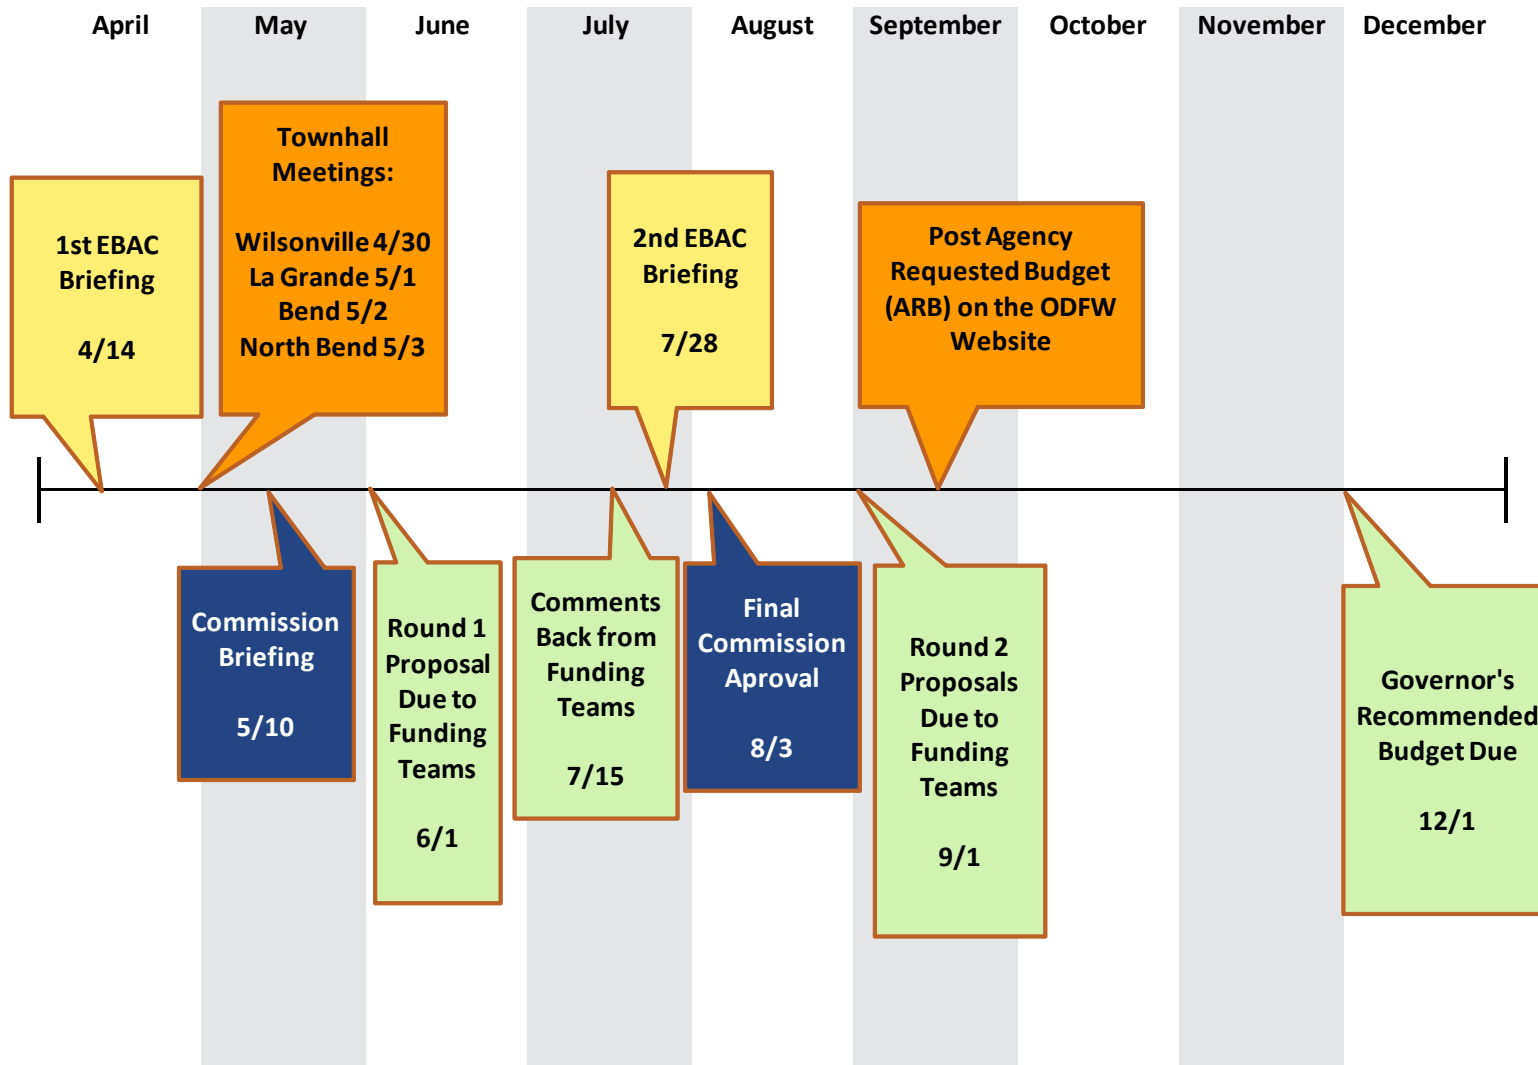 April
May
June
July
August
September
October
November
December
1st EBAC
Briefing
4/14
Townhall
Meetings:
Wilsonville 4/30
La Grande 5/1
Bend 5/2
North Bend 5/3
2nd EBAC
Briefing
7/28
Post Agency
Requested Budget
(ARB) on the ODFW
Website
Commission
Briefing
5/10
Round 1
Proposal
Due to
Funding
Teams
6/1
Comments
Back from
Funding
Teams
7/15
Final
Commission
Aproval
8/3
Round 2
Proposals
Due to
Funding
Teams
9/1
Governor's
Recommended
Budget Due
12/1